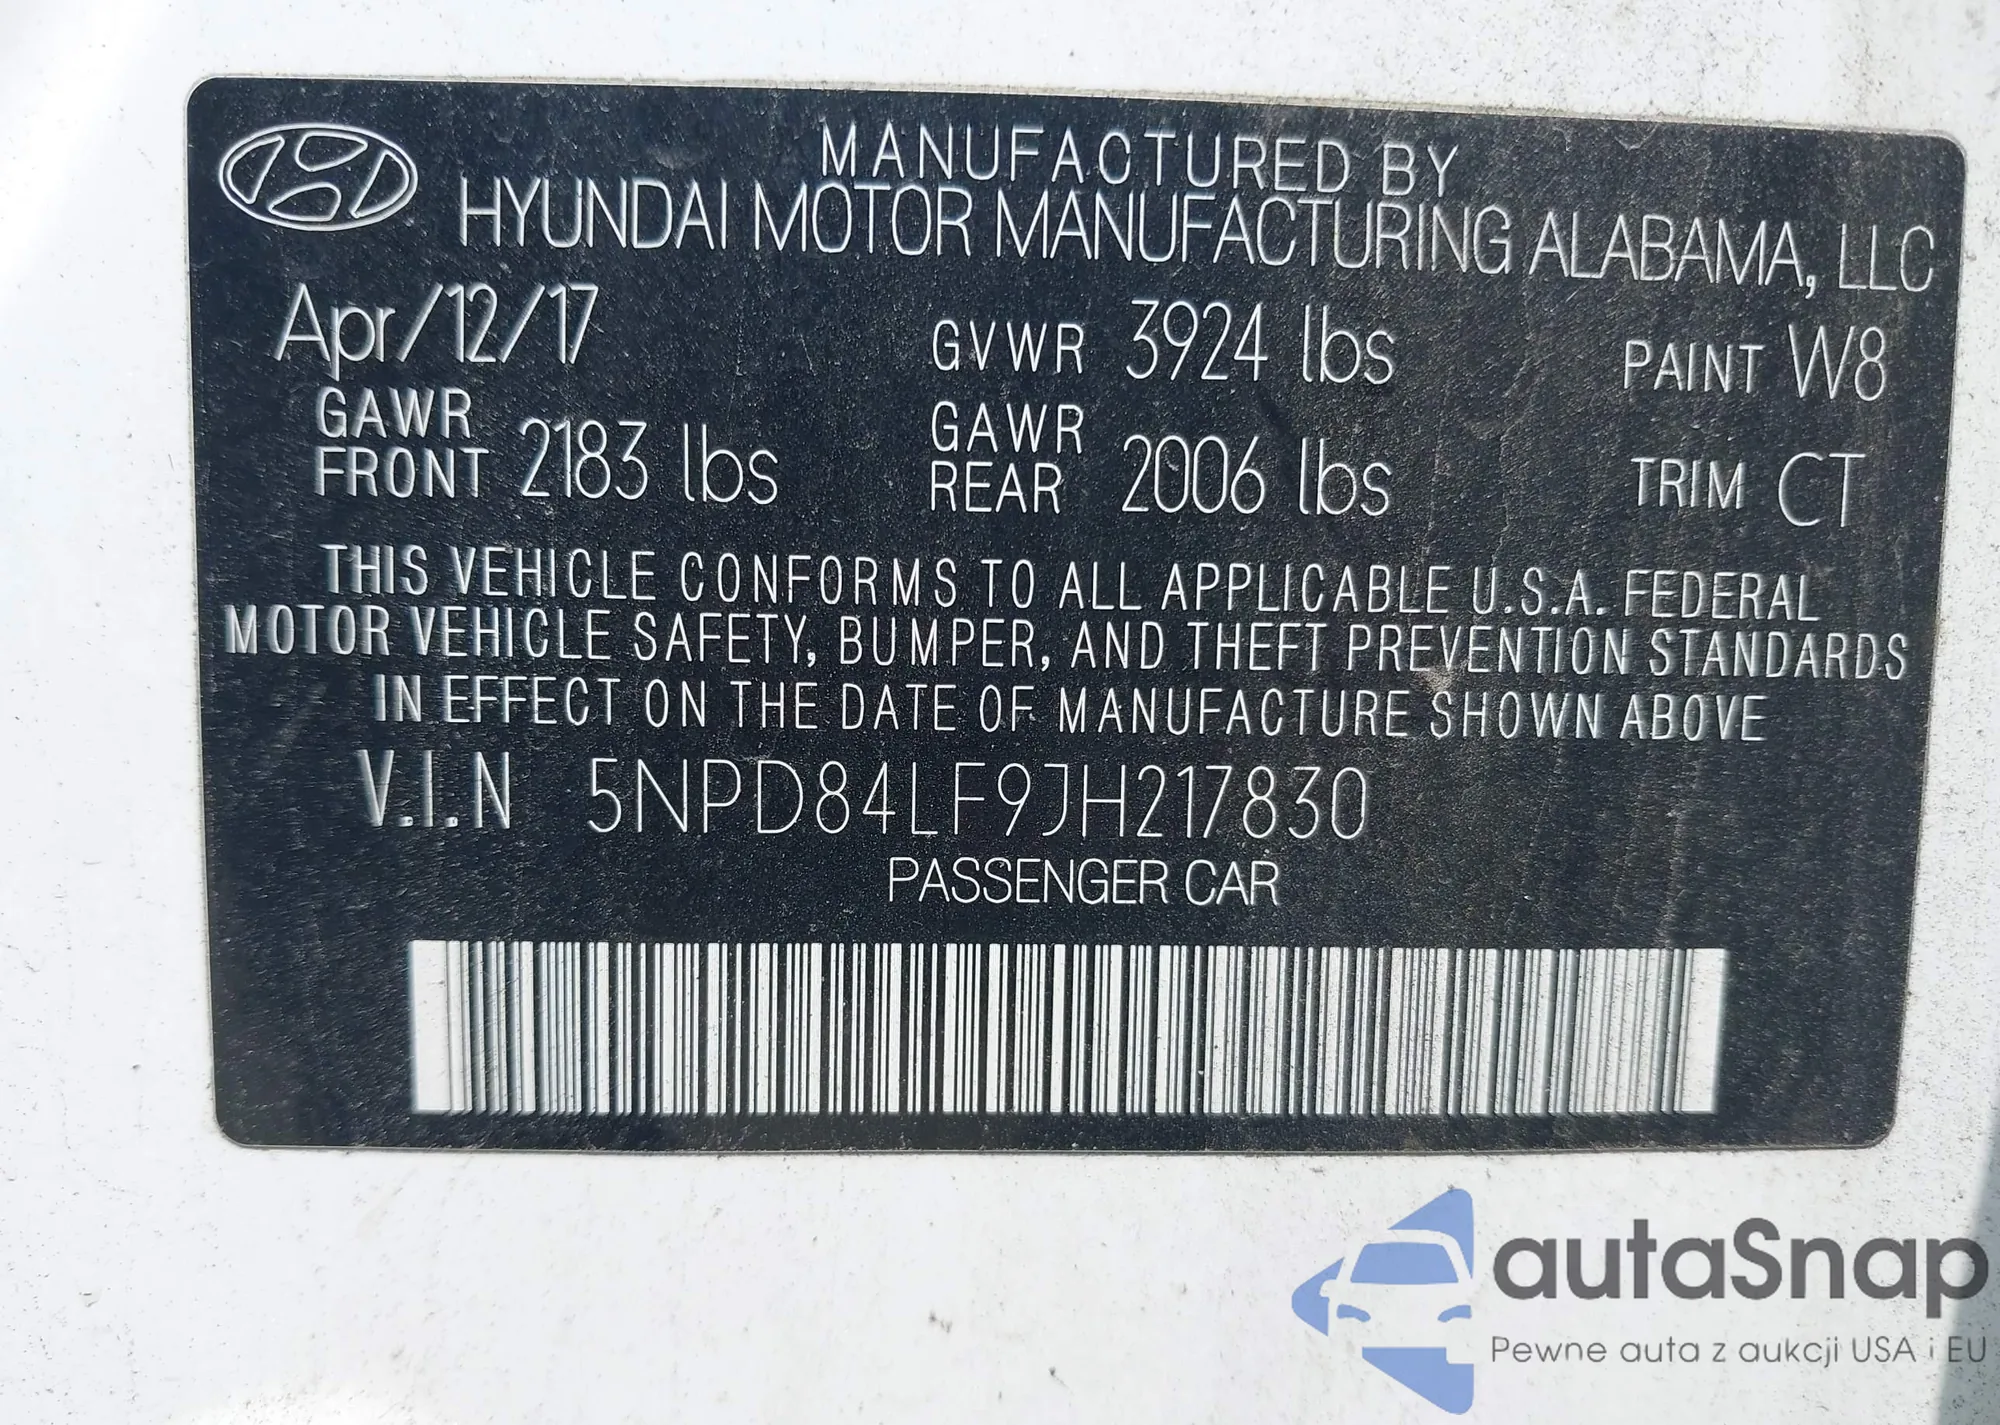 MANUFACTURED BY
HYUNDAI MOTOR MANUFACTURING ALABAMA, LLC
Apr/12/17 GVWR 3924 lbs PAINT W8
GAWR FRONT 2183 lbs GAWR REAR 2006 lbs TRIM CT
THIS VEHICLE CONFORMS TO ALL APPLICABLE U.S.A. FEDERAL
MOTOR VEHICLE SAFETY, BUMPER, AND THEFT PREVENTION STANDARDS
IN EFFECT ON THE DATE OF MANUFACTURE SHOWN ABOVE
V.I.N 5NPD84LF9JH217830
PASSENGER CAR
autaSnap
Pewne auta z aukcji USA i EU